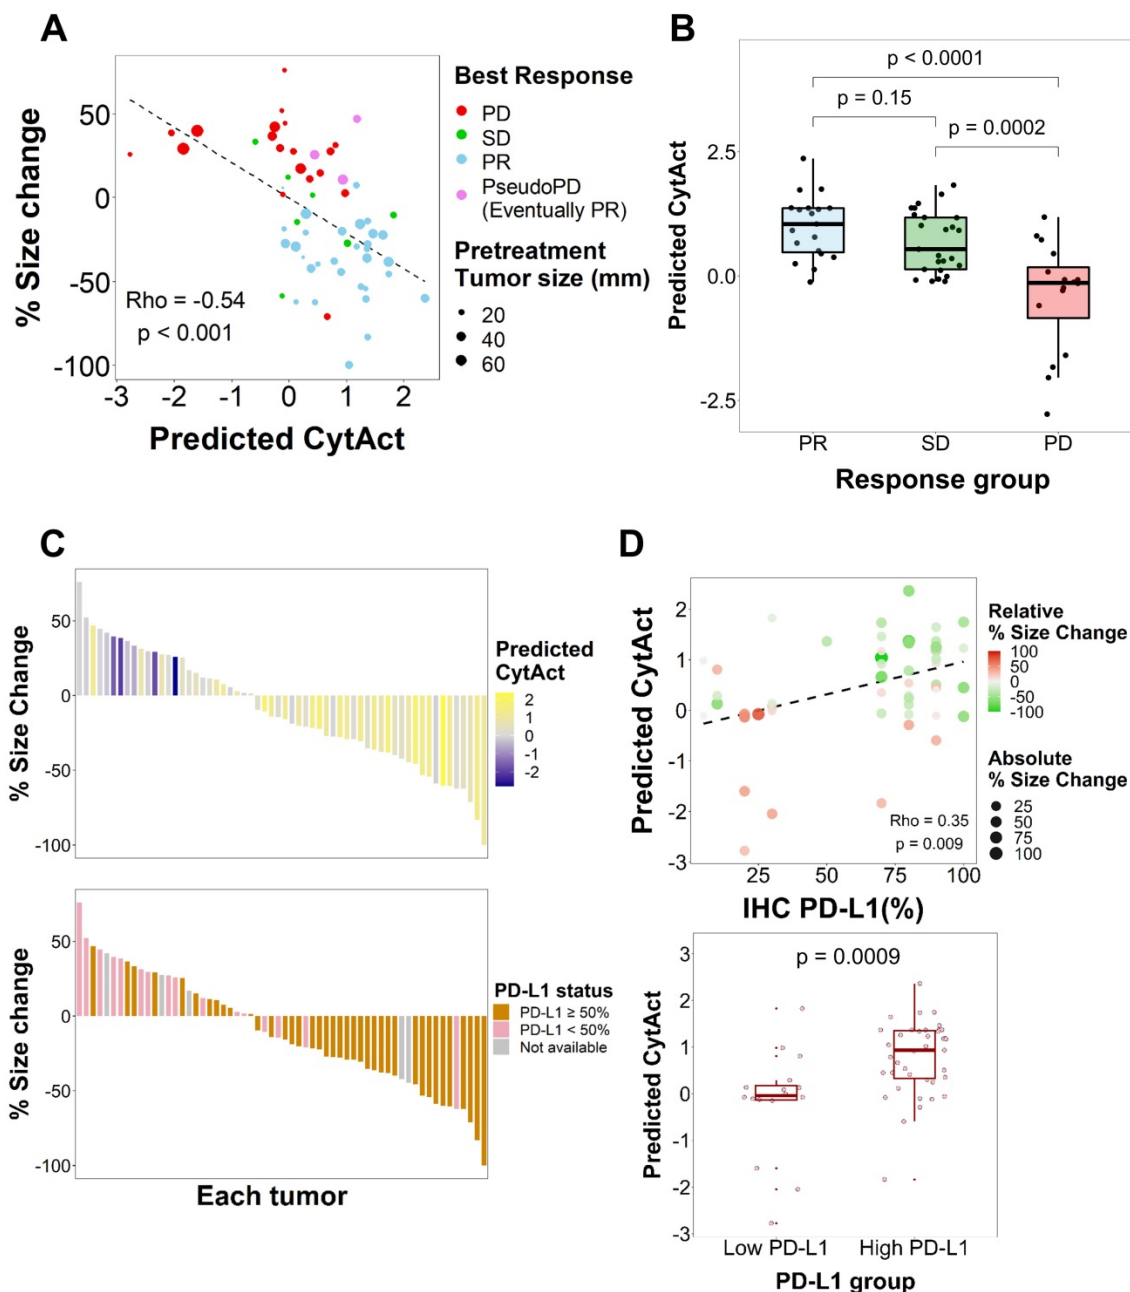 A
% Size change
50
0
-50
-100
Rho = -0.54
p < 0.001
-3 -2 -1 0 1 2
Predicted CytAct
Best Response
PD
SD
PR
PseudoPD
(Eventually PR)
Pretreatment
Tumor size (mm)
20
40
60
B
Predicted CytAct
2.5
0.0
-2.5
p < 0.0001
p = 0.15
p = 0.0002
PR SD PD
Response group
C
% Size Change
50
0
-50
-100
Predicted
CytAct
2
1
0
-1
-2
% Size change
50
0
-50
-100
Each tumor
PD-L1 status
PD-L1 ≥ 50%
PD-L1 < 50%
Not available
D
Predicted CytAct
2
1
0
-1
-2
-3
Rho = 0.35
p = 0.009
25 50 75 100
IHC PD-L1(%)
Relative
% Size Change
100
50
0
-50
-100
Absolute
% Size Change
25
50
75
100
Predicted CytAct
3
2
1
0
-1
-2
-3
p = 0.0009
Low PD-L1 High PD-L1
PD-L1 group